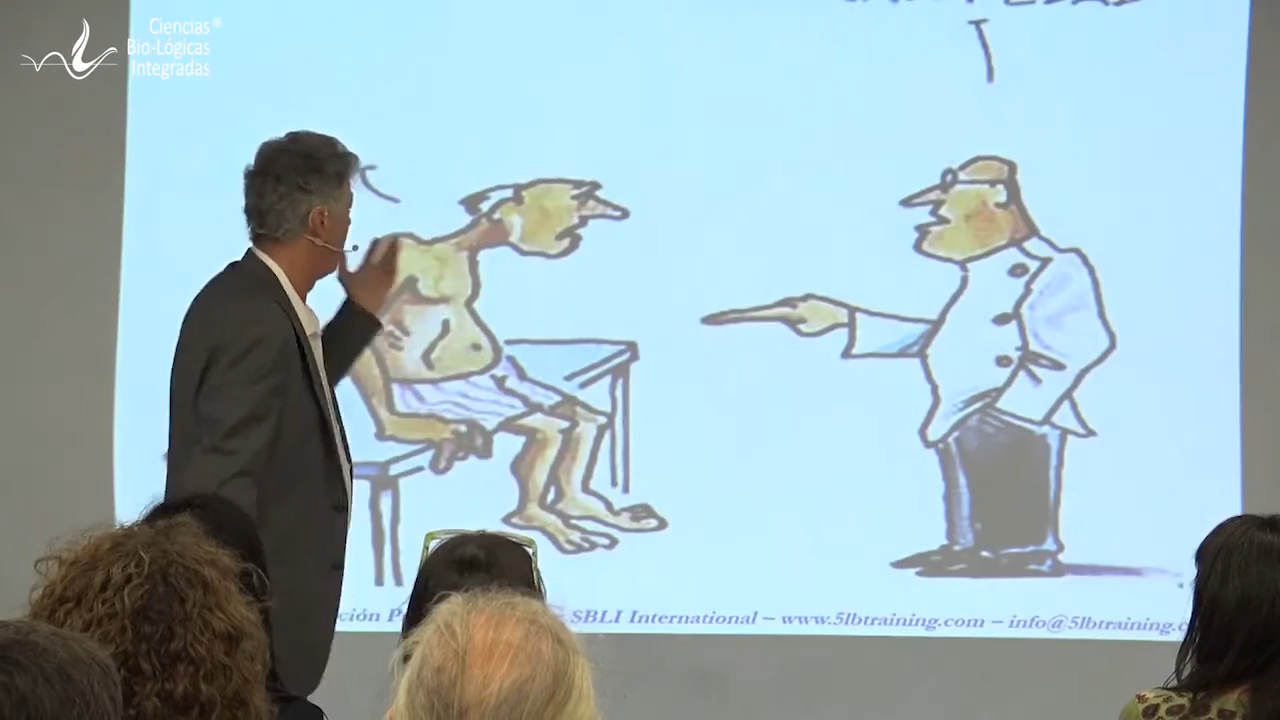 Ciencias®
Bio-Lógicas
Integradas
SBLI International – www.5lbtraining.com – info@5lbtraining.c